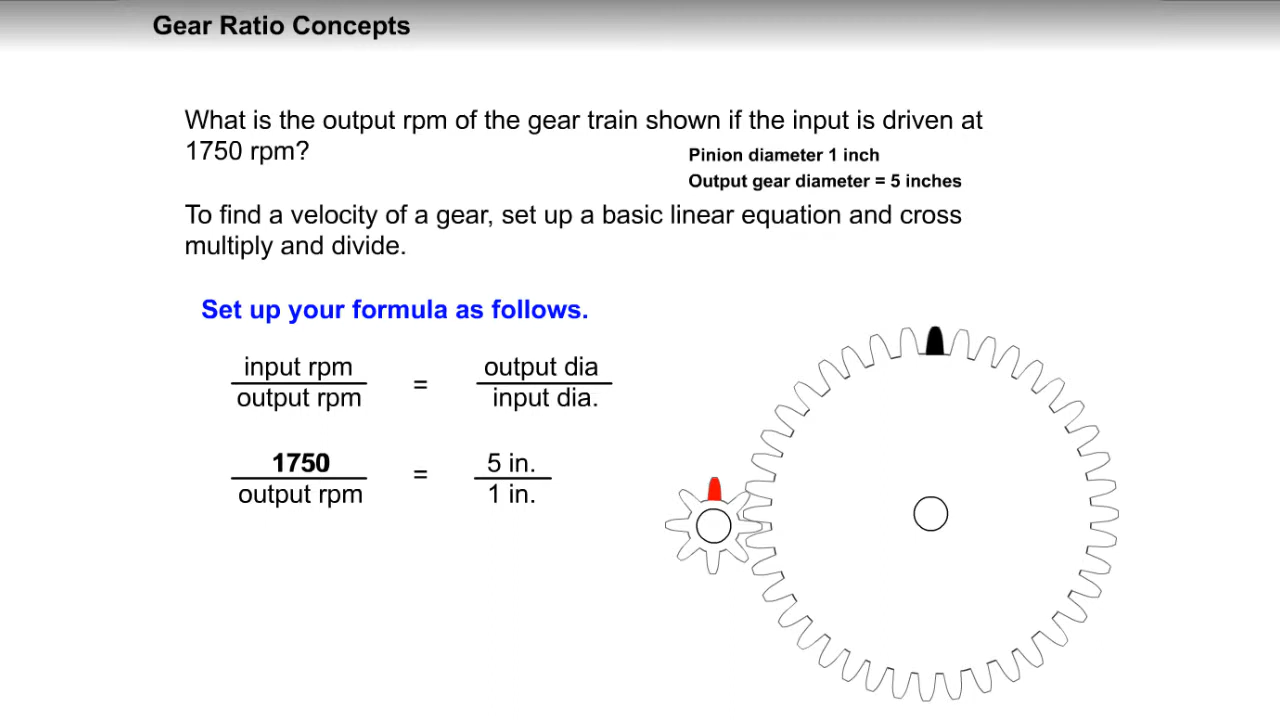 Gear Ratio Concepts
What is the output rpm of the gear train shown if the input is driven at
1750 rpm?
Pinion diameter 1 inch
Output gear diameter = 5 inches
To find a velocity of a gear, set up a basic linear equation and cross
multiply and divide.
Set up your formula as follows.
input rpm = output dia
output rpm input dia.
1750 = 5 in.
output rpm 1 in.